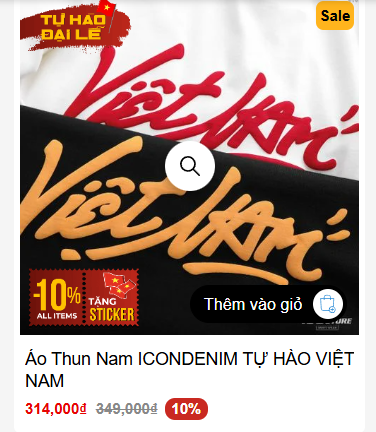 TỰ HÀO
ĐẠI LỄ
Sale
Việt Nam
Việt Nam
-10%
ALL ITEMS
TẶNG
STICKER
Thêm vào giỏ
Áo Thun Nam ICONDENIM TỰ HÀO VIỆT
NAM
314,000₫ 349,000₫ 10%